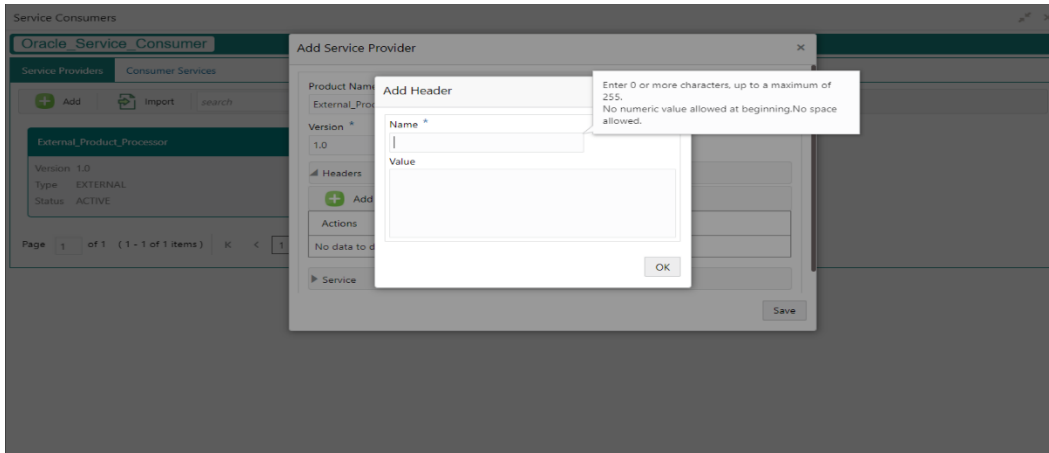 Service Consumers
Oracle_Service_Consumer
Service Providers Consumer Services
Add Import search
External_Product_Processor
Version 1.0
Type EXTERNAL
Status ACTIVE
Page 1 of 1 (1 - 1 of 1 items) K < 1
Add Service Provider ×
Product Name
External_Proc
Version *
1.0
Headers
Add
Actions
No data to d
Service
Save
Add Header
Name *
Value
OK
Enter 0 or more characters, up to a maximum of
255.
No numeric value allowed at beginning.No space
allowed.